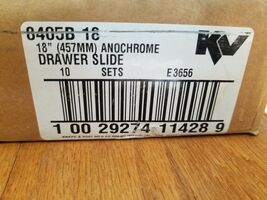 8405B 18
KV
18" (457MM) ANOCHROME
DRAWER SLIDE
10 SETS E3656
1 00 29274 11428 9